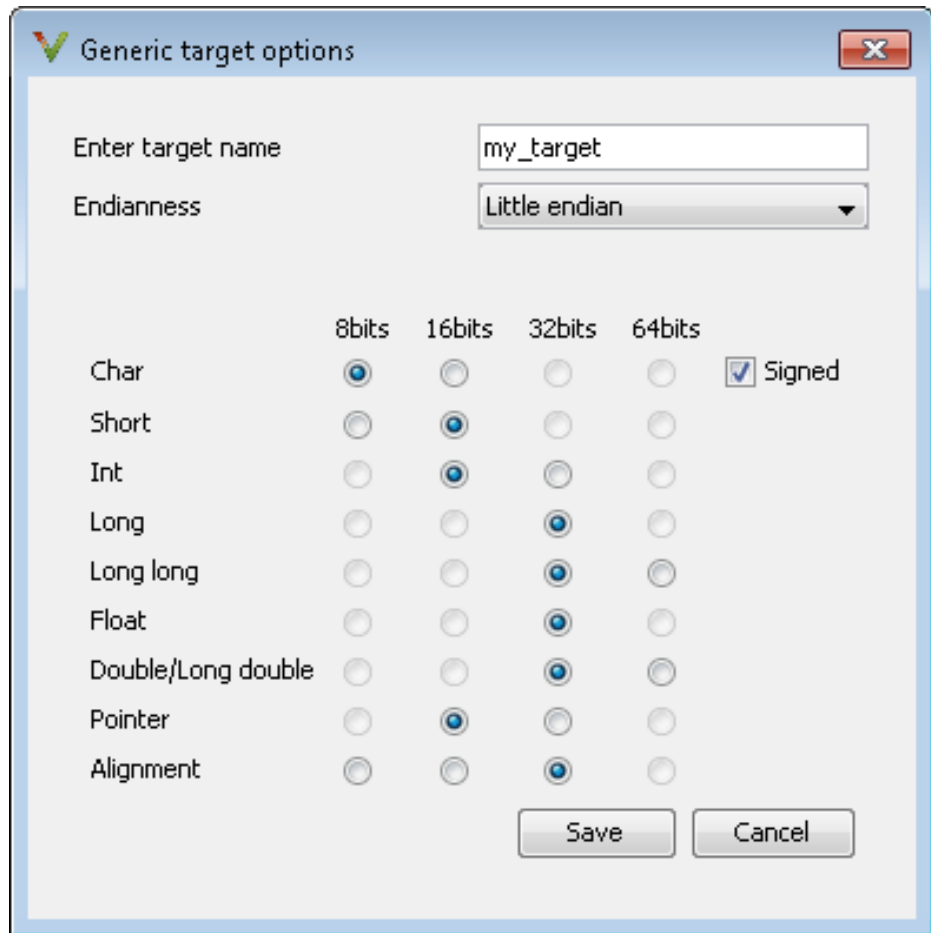 Generic target options
Enter target name my_target
Endianness Little endian
8bits 16bits 32bits 64bits
Char Signed
Short
Int
Long
Long long
Float
Double/Long double
Pointer
Alignment
Save Cancel